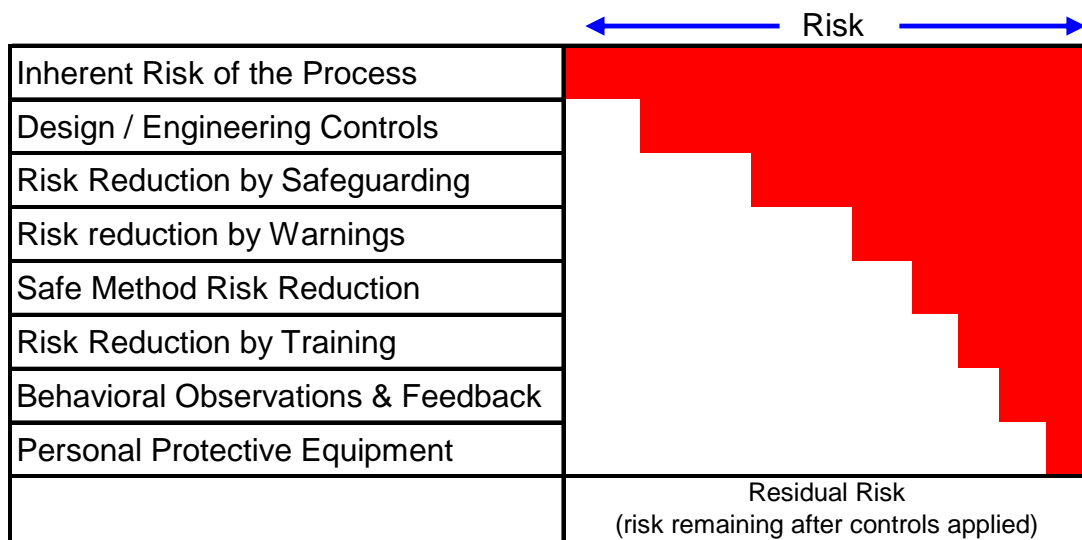 Risk
Inherent Risk of the Process
Design / Engineering Controls
Risk Reduction by Safeguarding
Risk reduction by Warnings
Safe Method Risk Reduction
Risk Reduction by Training
Behavioral Observations & Feedback
Personal Protective Equipment
Residual Risk
(risk remaining after controls applied)